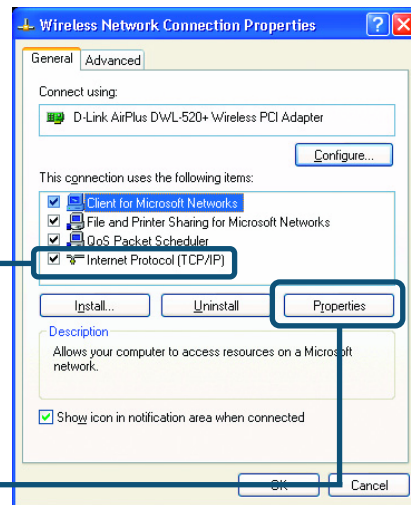 Wireless Network Connection Properties
General Advanced
Connect using:
D-Link AirPlus DWL-520+ Wireless PCI Adapter
Configure...
This connection uses the following items:
Client for Microsoft Networks
File and Printer Sharing for Microsoft Networks
QoS Packet Scheduler
Internet Protocol (TCP/IP)
Install... Uninstall Properties
Description
Allows your computer to access resources on a Microsoft
network.
Show icon in notification area when connected
OK Cancel